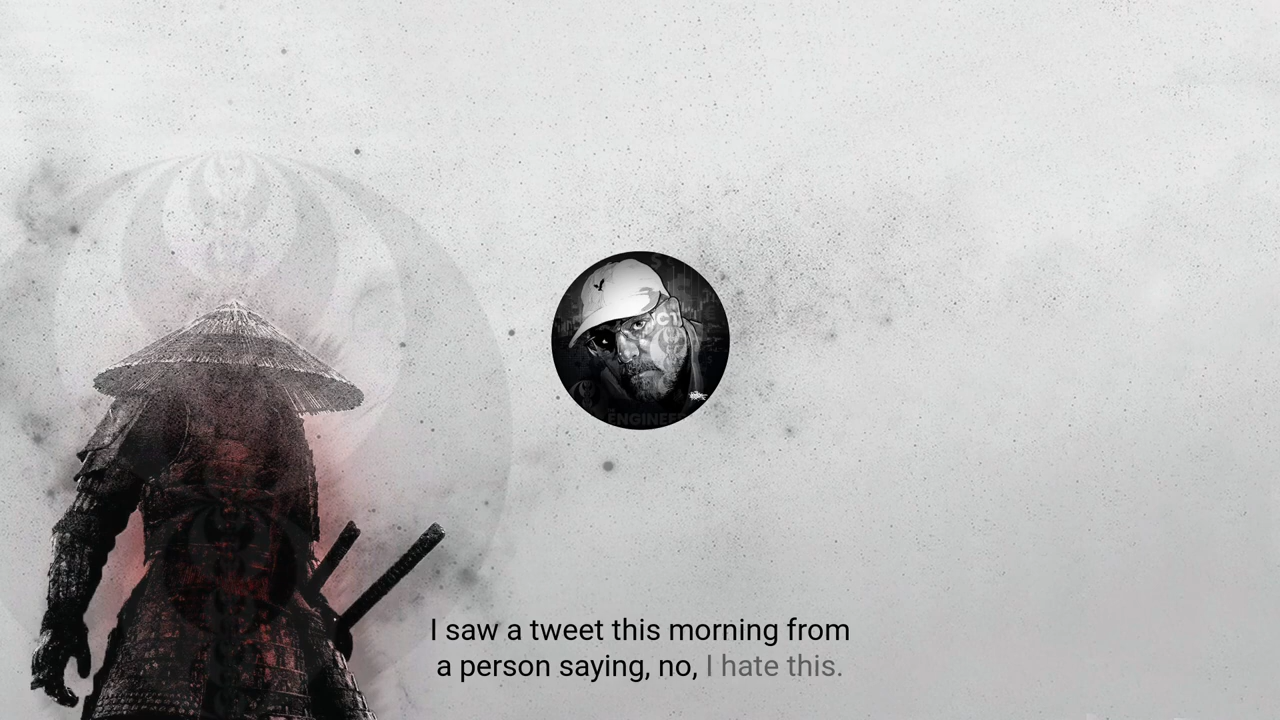 I saw a tweet this morning from
a person saying, no, I hate this.